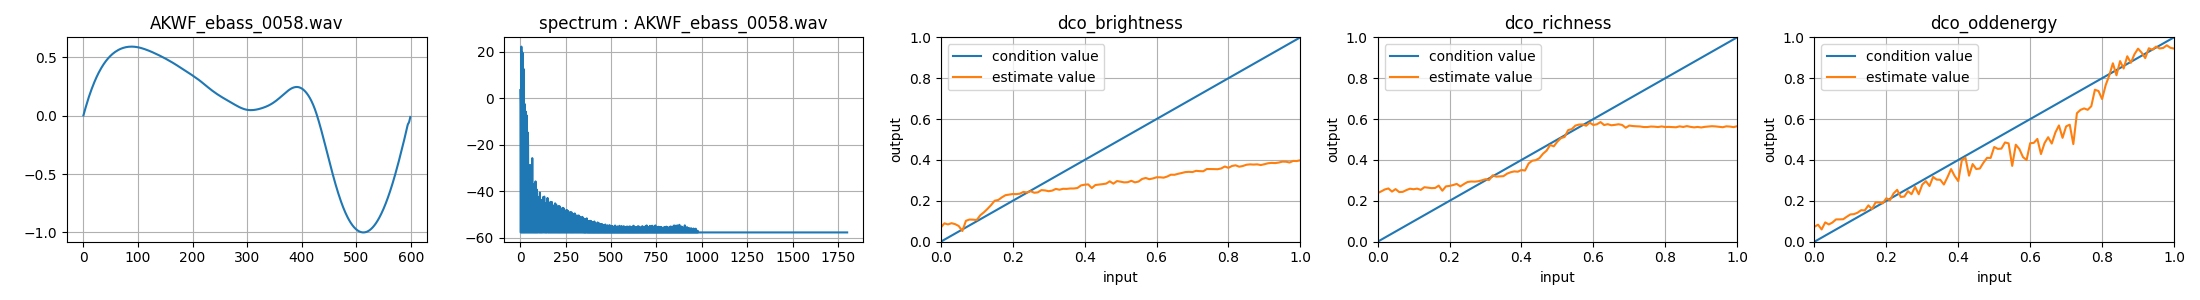 AKWF_ebass_0058.wav
0.5
0.0
−0.5
−1.0
0 100 200 300 400 500 600
spectrum : AKWF_ebass_0058.wav
20
0
−20
−40
−60
0 250 500 750 1000 1250 1500 1750
dco_brightness
condition value
estimate value
output
1.0
0.8
0.6
0.4
0.2
0.0
0.0 0.2 0.4 0.6 0.8 1.0
input
dco_richness
condition value
estimate value
output
1.0
0.8
0.6
0.4
0.2
0.0
0.0 0.2 0.4 0.6 0.8 1.0
input
dco_oddenergy
condition value
estimate value
output
1.0
0.8
0.6
0.4
0.2
0.0
0.0 0.2 0.4 0.6 0.8 1.0
input